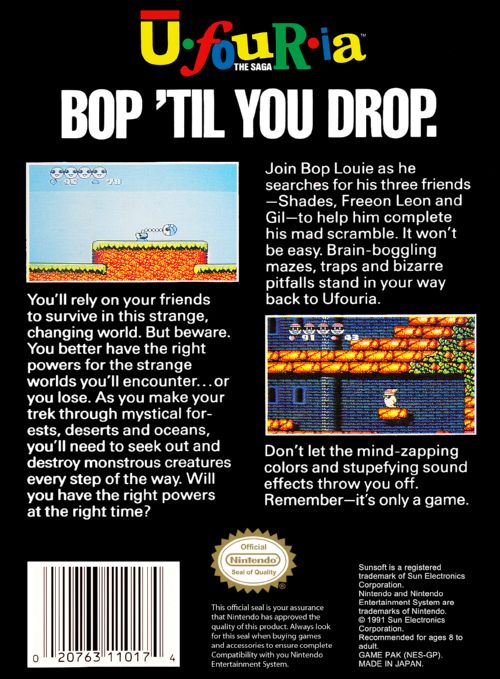 U•fouR•ia™
THE SAGA
BOP 'TIL YOU DROP.
Join Bop Louie as he
searches for his three friends
—Shades, Freeon Leon and
Gil—to help him complete
his mad scramble. It won't
be easy. Brain-boggling
mazes, traps and bizarre
pitfalls stand in your way
back to Ufouria.
You'll rely on your friends
to survive in this strange,
changing world. But beware.
You better have the right
powers for the strange
worlds you'll encounter...or
you lose. As you make your
trek through mystical for-
ests, deserts and oceans,
you'll need to seek out and
destroy monstrous creatures
every step of the way. Will
you have the right powers
at the right time?
91 43
Don't let the mind-zapping
colors and stupefying sound
effects throw you off.
Remember—it's only a game.
Official
Nintendo
Seal of Quality
®
This official seal is your assurance
that Nintendo has approved the
quality of this product. Always look
for this seal when buying games
and accessories to ensure complete
Compatibility with you Nintendo
Entertainment System.
Sunsoft is a registered
trademark of Sun Electronics
Corporation.
Nintendo and Nintendo
Entertainment System are
trademarks of Nintendo.
© 1991 Sun Electronics
Corporation.
Recommended for ages 8 to
adult.
GAME PAK (NES-GP).
MADE IN JAPAN.
0 20763 11017 4